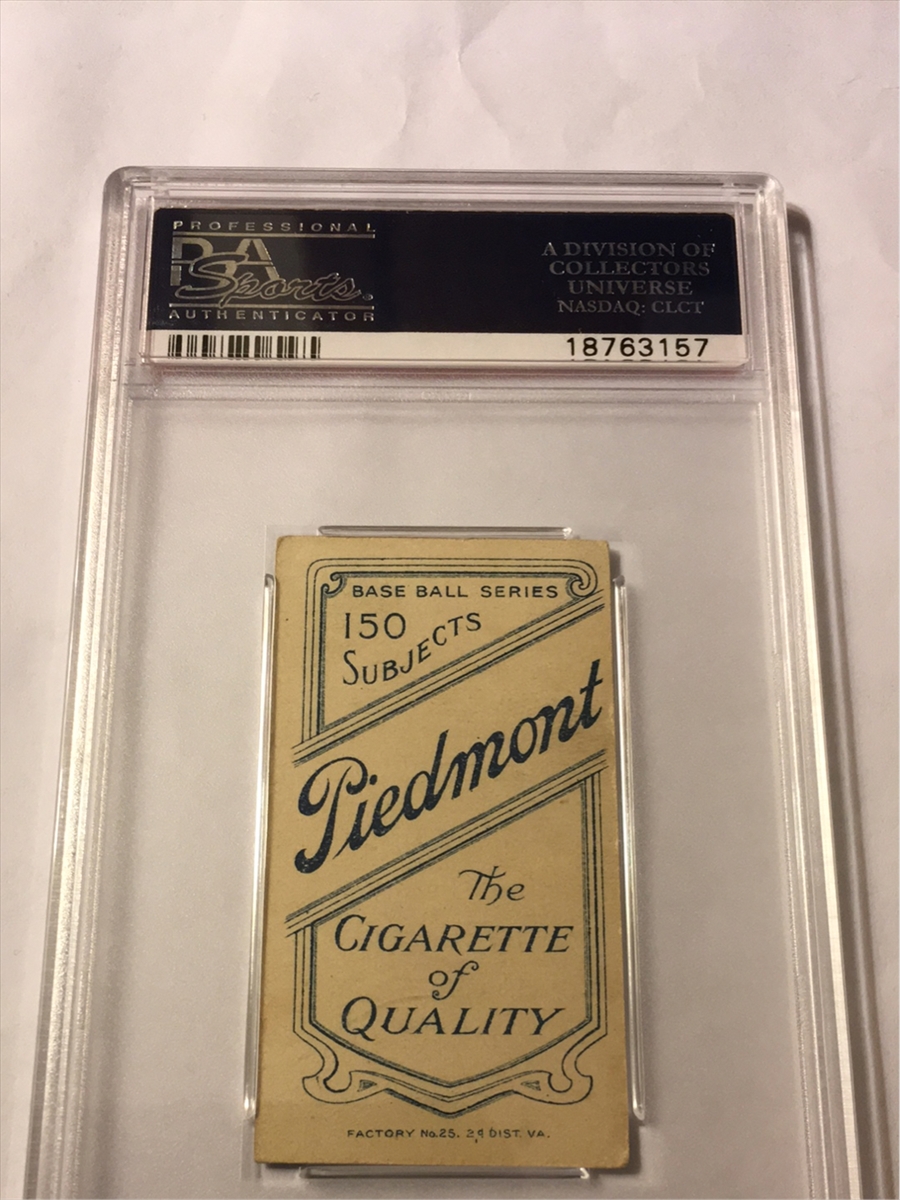 PROFESSIONAL
PSA
Sports®
AUTHENTICATOR
A DIVISION OF
COLLECTORS
UNIVERSE
NASDAQ: CLCT
18763157
BASE BALL SERIES
150
SUBJECTS
Piedmont
The
CIGARETTE
of
QUALITY
FACTORY No.25. 2d DIST. VA.